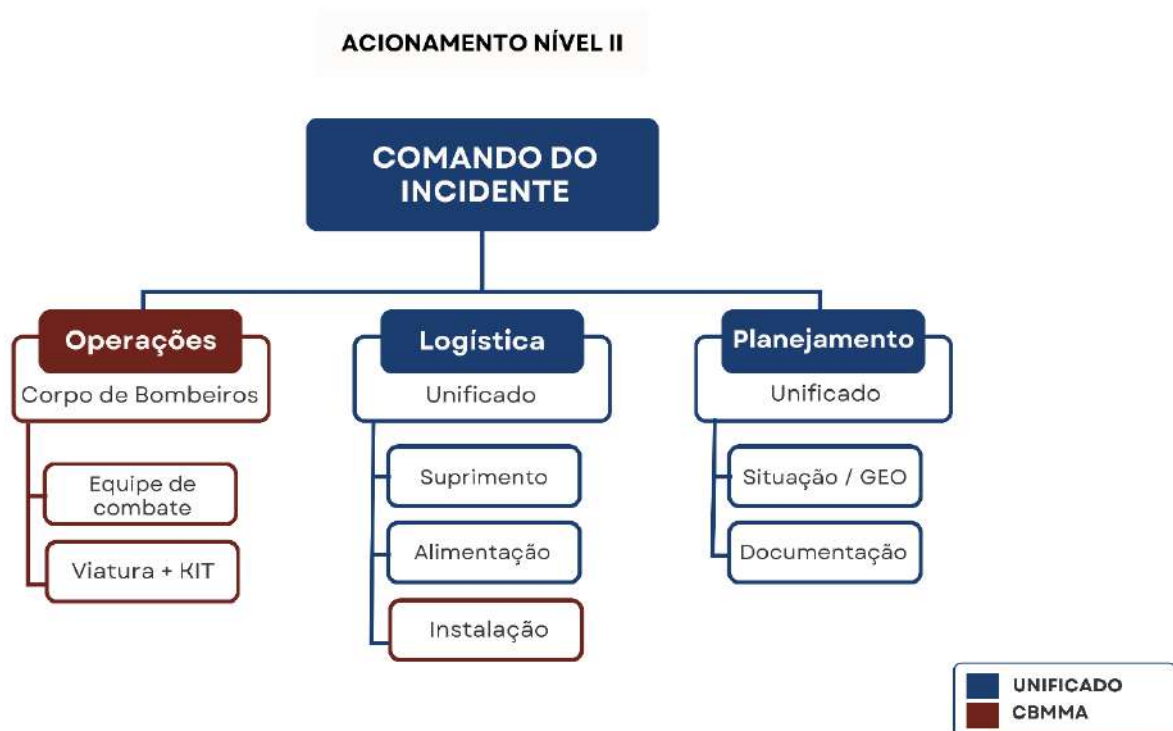 ACIONAMENTO NÍVEL II
COMANDO DO
INCIDENTE
Operações
Corpo de Bombeiros
Equipe de
combate
Viatura + KIT
Logística
Unificado
Suprimento
Alimentação
Instalação
Planejamento
Unificado
Situação / GEO
Documentação
UNIFICADO
CBMMA